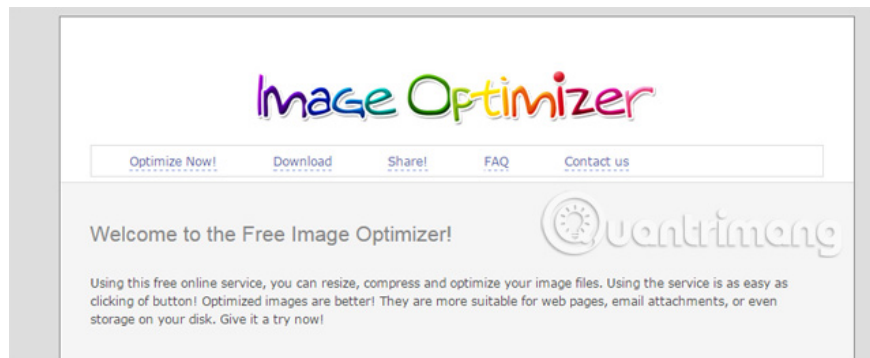 Image Optimizer
Optimize Now! Download Share! FAQ Contact us
Quantrimang
Welcome to the Free Image Optimizer!
Using this free online service, you can resize, compress and optimize your image files. Using the service is as easy as
clicking of button! Optimized images are better! They are more suitable for web pages, email attachments, or even
storage on your disk. Give it a try now!